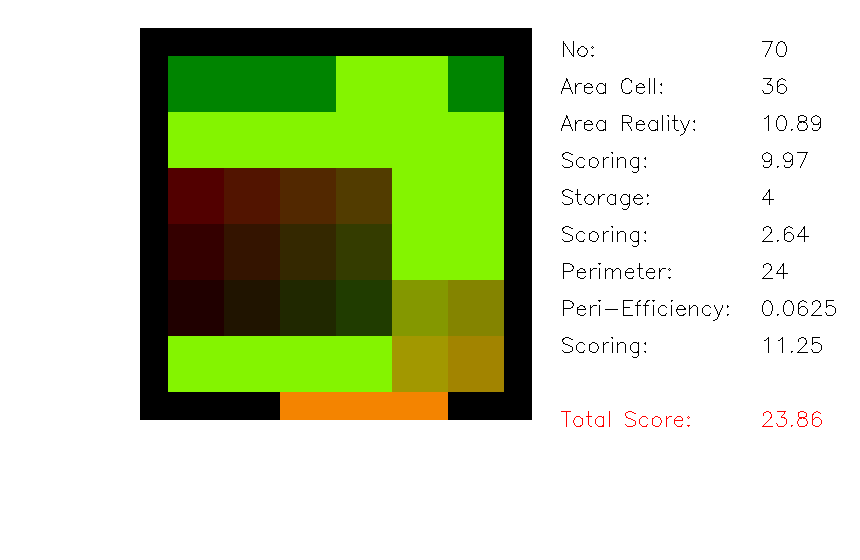 No: 70
Area Cell: 36
Area Reality: 10.89
Scoring: 9.97
Storage: 4
Scoring: 2.64
Perimeter: 24
Peri-Efficiency: 0.0625
Scoring: 11.25
Total Score: 23.86